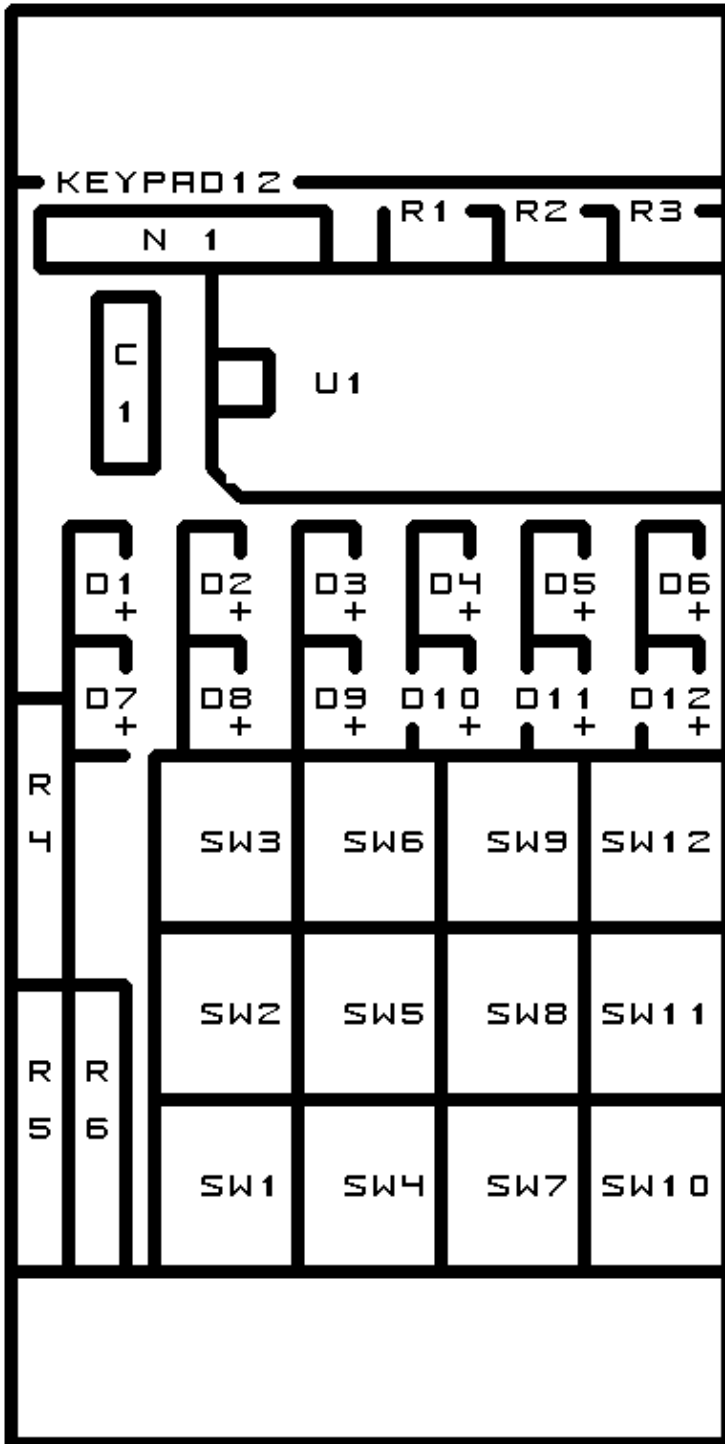 KEYPAD12
R1 R2 R3
N 1
C
1
U1
D1 D2 D3 D4 D5 D6
+ + + + + +
D7 D8 D9 D10 D11 D12
+ + + + + +
R
4
SW3 SW6 SW9 SW12
SW2 SW5 SW8 SW11
R R
5 6
SW1 SW4 SW7 SW10